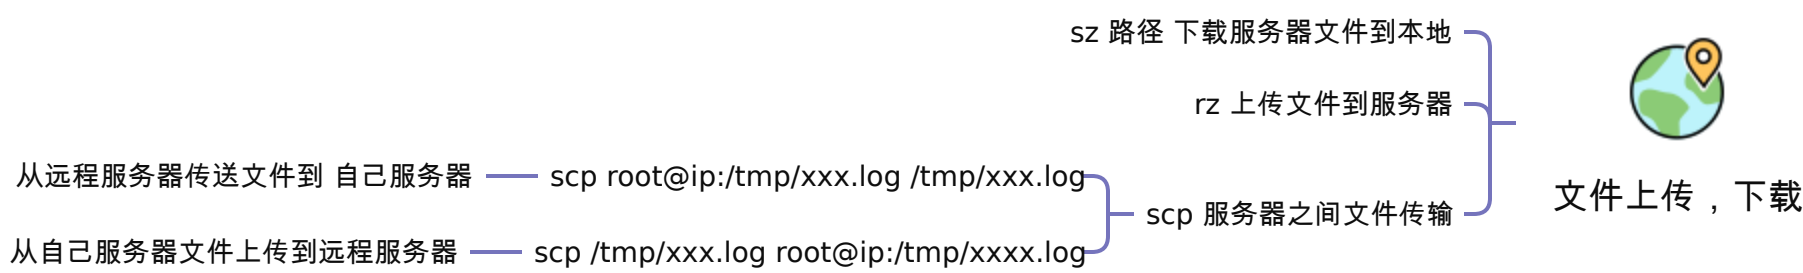 sz 路径 下载服务器文件到本地
rz 上传文件到服务器
从远程服务器传送文件到 自己服务器
scp root@ip:/tmp/xxx.log /tmp/xxx.log
文件上传，下载
scp 服务器之间文件传输
从自己服务器文件上传到远程服务器
scp /tmp/xxx.log root@ip:/tmp/xxxx.log